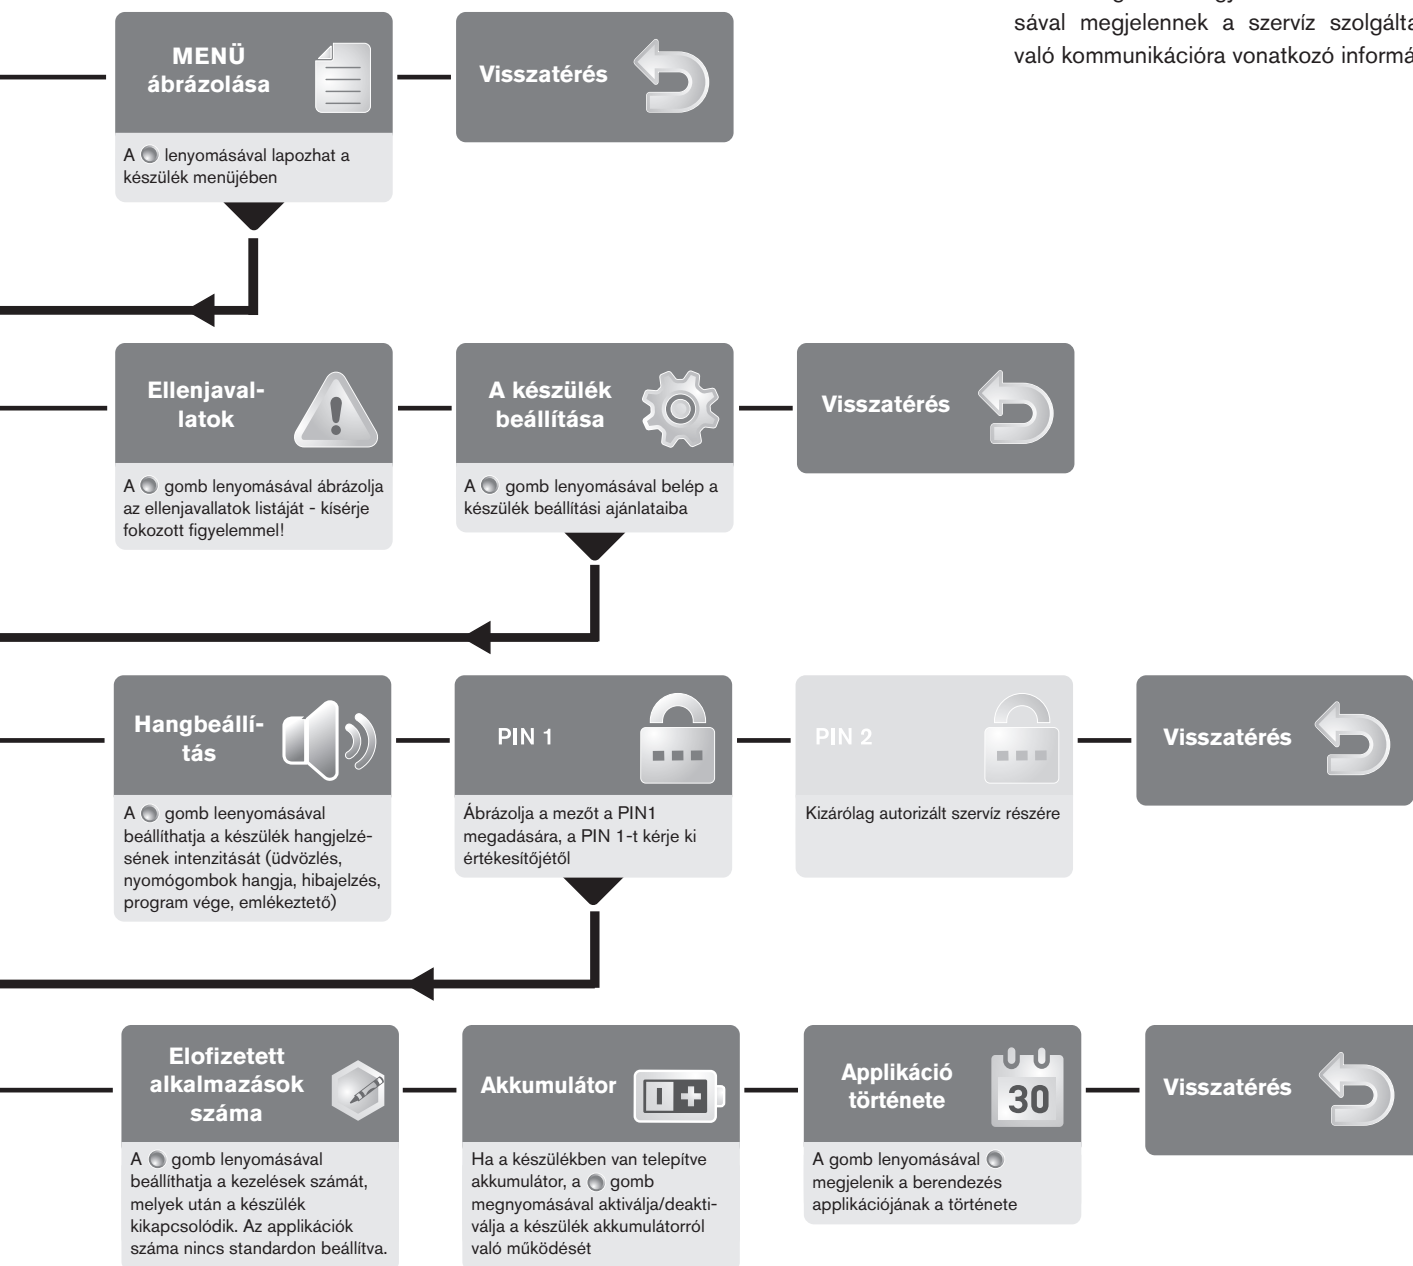 sával megjelennek a szervíz
való kommunikációra vonatkozó
MENÜ
ábrázolása
Visszatérés
A lenyomásával lapozhat a
készülék menüjében
Ellenjaval-
latok
A készülék
beállítása
Visszatérés
A gomb lenyomásával ábrázolja
az ellenjavallatok listáját - kísérje
fokozott figyelemmel!
A gomb lenyomásával belép a
készülék beállítási ajánlataiba
Hangbeállí-
tás
PIN 1
PIN 2
Visszatérés
A gomb leenyomásával
beállíthatja a készülék hangjelzé-
sének intenzitását (üdvözlés,
nyomógombok hangja, hibajelzés,
program vége, emlékeztető)
Ábrázolja a mezőt a PIN1
megadására, a PIN 1-t kérje ki
értékesítőjétől
Kizárólag autorizált szervíz részére
Elofizetett
alkalmazások
száma
Akkumulátor
Applikáció
története
30
Visszatérés
A gomb lenyomásával
beállíthatja a kezelések számát,
melyek után a készülék
kikapcsolódik. Az applikációk
száma nincs standardon beállítva.
Ha a készülékben van telepítve
akkumulátor, a gomb
megnyomásával aktiválja/deakti-
válja a készülék akkumulátorról
való működését
A gomb lenyomásával
megjelenik a berendezés
applikációjának a története